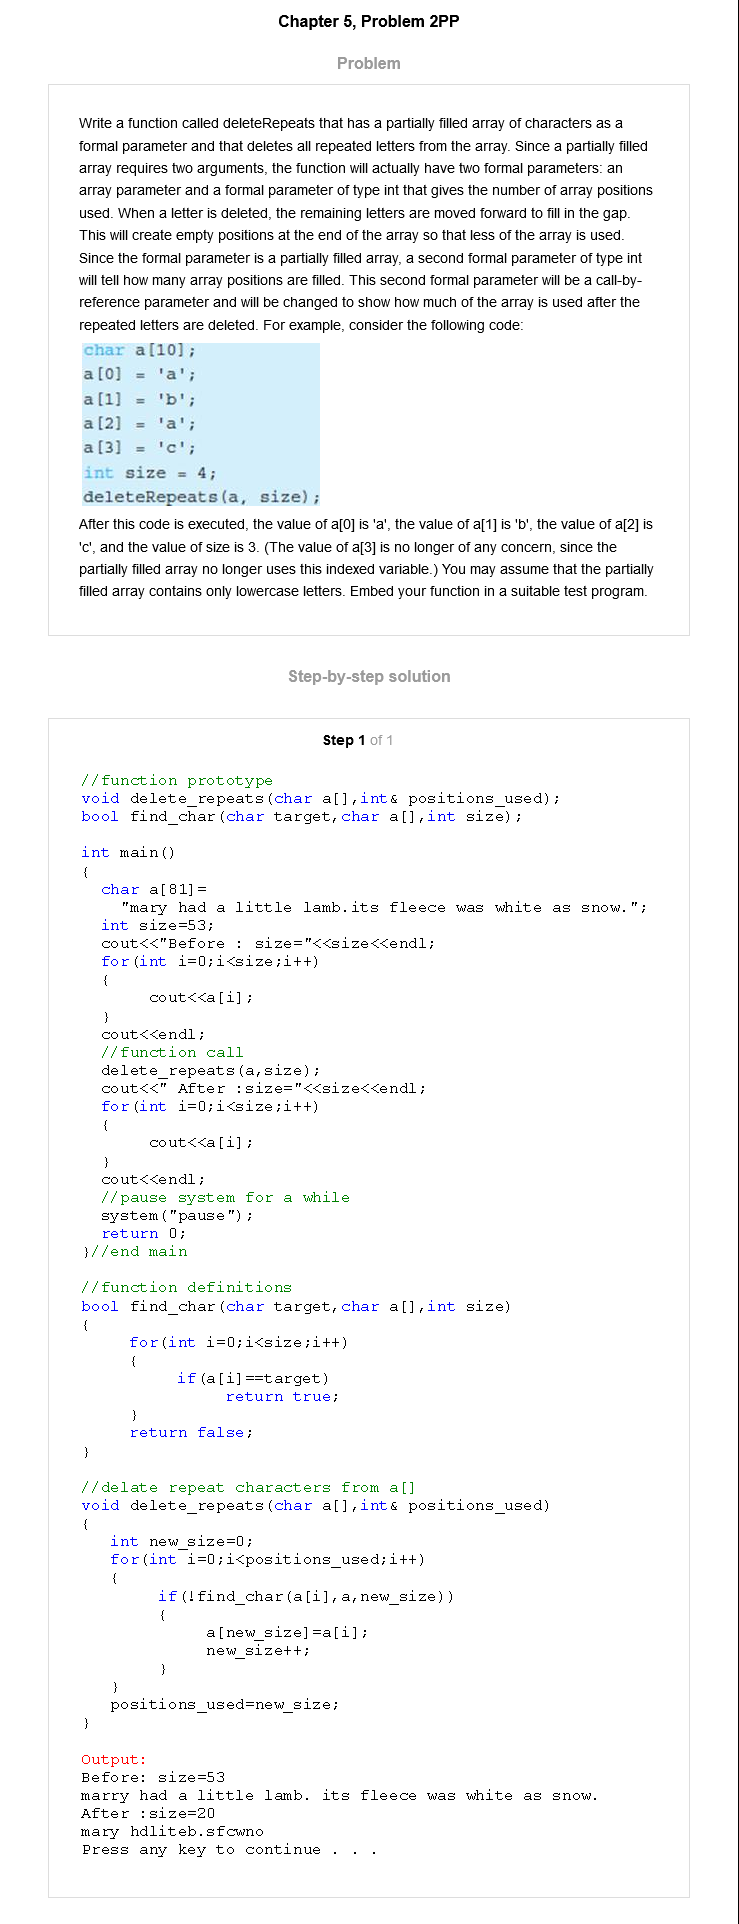 Chapter 5, Problem 2PP
Problem
Write a function called deleteRepeats that has a partially filled array of characters as a
formal parameter and that deletes all repeated letters from the array. Since a partially filled
array requires two arguments, the function will actually have two formal parameters: an
array parameter and a formal parameter of type int that gives the number of array positions
used. When a letter is deleted, the remaining letters are moved forward to fill in the gap.
This will create empty positions at the end of the array so that less of the array is used.
Since the formal parameter is a partially filled array, a second formal parameter of type int
will tell how many array positions are filled. This second formal parameter will be a call-by-
reference parameter and will be changed to show how much of the array is used after the
repeated letters are deleted. For example, consider the following code:
char a[10];
a[0] = 'a';
a[1] = 'b';
a[2] = 'a';
a[3] = 'c';
int size = 4;
deleteRepeats(a, size);
After this code is executed, the value of a[0] is 'a', the value of a[1] is 'b', the value of a[2] is
'c', and the value of size is 3. (The value of a[3] is no longer of any concern, since the
partially filled array no longer uses this indexed variable.) You may assume that the partially
filled array contains only lowercase letters. Embed your function in a suitable test program.
Step-by-step solution
Step 1 of 1
//function prototype
void delete_repeats(char a[],int& positions_used);
bool find_char(char target,char a[],int size);
int main()
{
char a[81]=
"mary had a little lamb.its fleece was white as snow.";
int size=53;
cout<<"Before : size="<<size<<endl;
for(int i=0;i<size;i++)
{
cout<<a[i];
}
cout<<endl;
//function call
delete_repeats(a,size);
cout<<" After :size="<<size<<endl;
for(int i=0;i<size;i++)
{
cout<<a[i];
}
cout<<endl;
//pause system for a while
system("pause");
return 0;
}//end main
//function definitions
bool find_char(char target,char a[],int size)
{
for(int i=0;i<size;i++)
{
if(a[i]==target)
return true;
}
return false;
}
//delate repeat characters from a[]
void delete_repeats(char a[],int& positions_used)
{
int new_size=0;
for(int i=0;i<positions_used;i++)
{
if(!find_char(a[i],a,new_size))
{
a[new_size]=a[i];
new_size++;
}
}
positions_used=new_size;
}
Output:
Before: size=53
marry had a little lamb. its fleece was white as snow.
After :size=20
mary hdliteb.sfcwno
Press any key to continue . . .